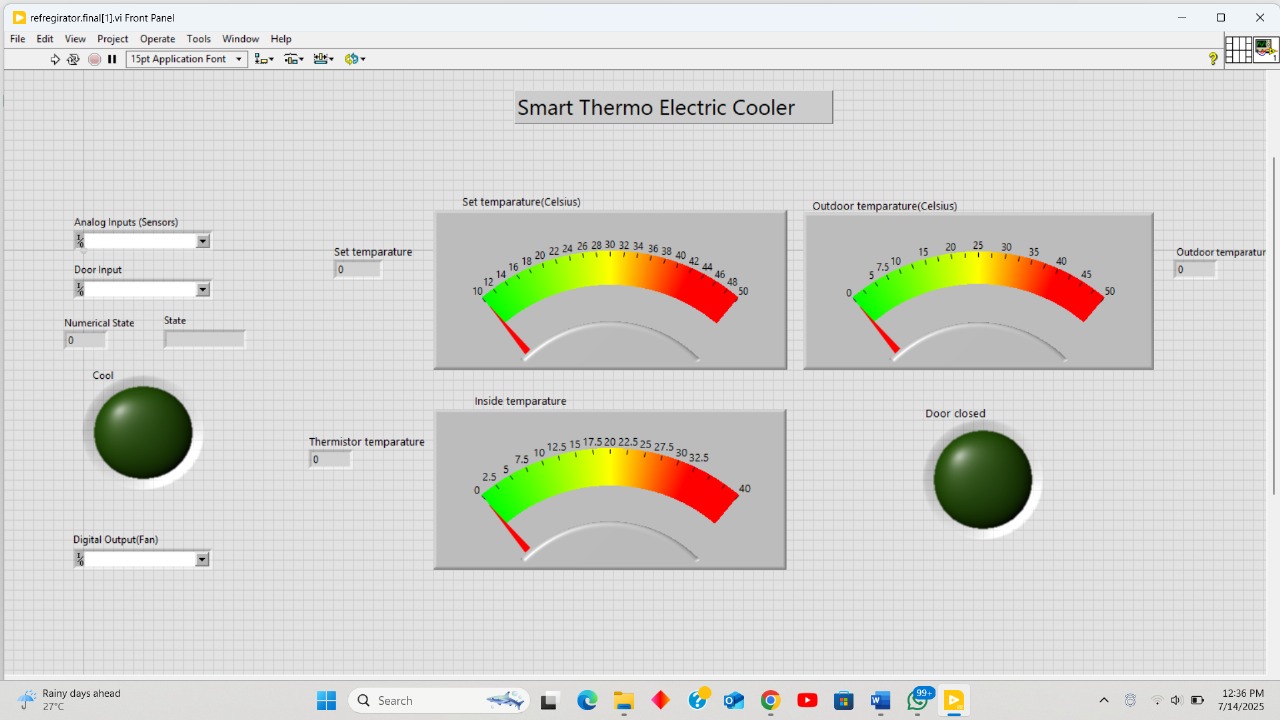 refregirator.final[1].vi Front Panel
File Edit View Project Operate Tools Window Help
15pt Application Font
1
Smart Thermo Electric Cooler
Set temparature(Celsius)
Outdoor temparature(Celsius)
Analog Inputs (Sensors)
Door Input
Numerical State
0
State
Cool
Digital Output(Fan)
Set temparature
0
10 12 14 16 18 20 22 24 26 28 30 32 34 36 38 40 42 44 46 48 50
0 5 7.5 10 15 20 25 30 35 40 45 50
Outdoor temparatur
0
Inside temparature
Thermistor temparature
0
0 2.5 5 7.5 10 12.5 15 17.5 20 22.5 25 27.5 30 32.5 40
Door closed
Rainy days ahead
27°C
Search
99+
12:36 PM
7/14/2025